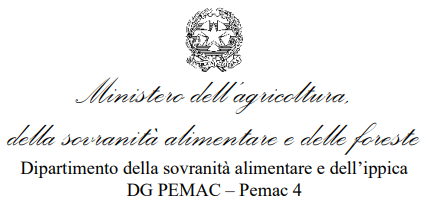 Ministero dell'agricoltura,
della sovranità alimentare e delle foreste
Dipartimento della sovranità alimentare e dell'ippica
DG PEMAC – Pemac 4